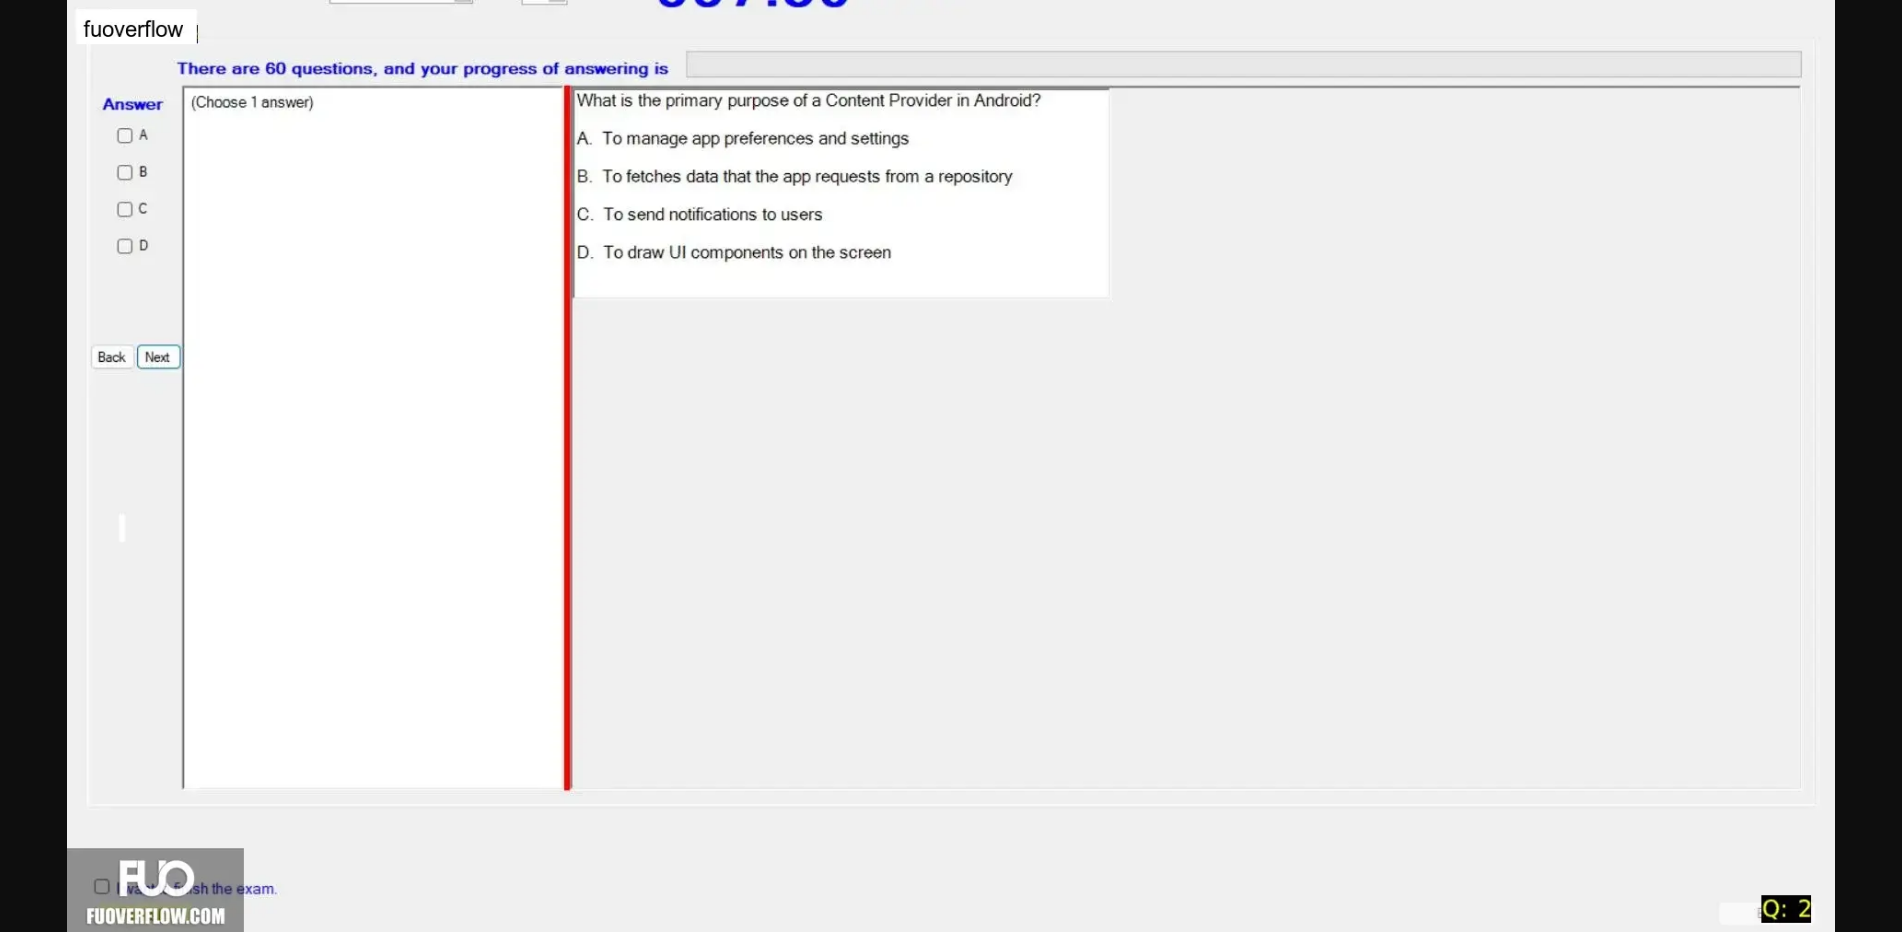 fuoverflow
There are 60 questions, and your progress of answering is
Answer
(Choose 1 answer)
A
B
C
D
Back
Next
What is the primary purpose of a Content Provider in Android?
A. To manage app preferences and settings
B. To fetches data that the app requests from a repository
C. To send notifications to users
D. To draw UI components on the screen
FUO
the exam.
FUOVERFLOW.COM
Q: 2